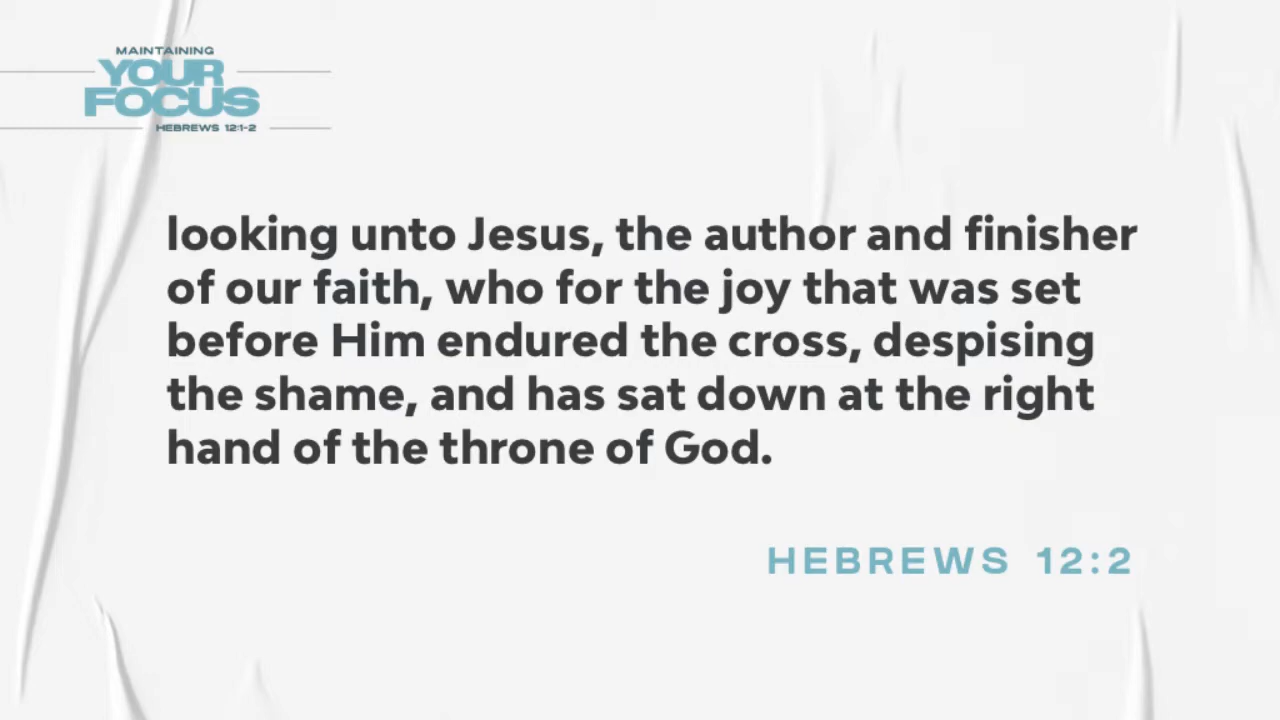 MAINTAINING
YOUR
FOCUS
HEBREWS 12:1-2
looking unto Jesus, the author and finisher
of our faith, who for the joy that was set
before Him endured the cross, despising
the shame, and has sat down at the right
hand of the throne of God.
HEBREWS 12:2